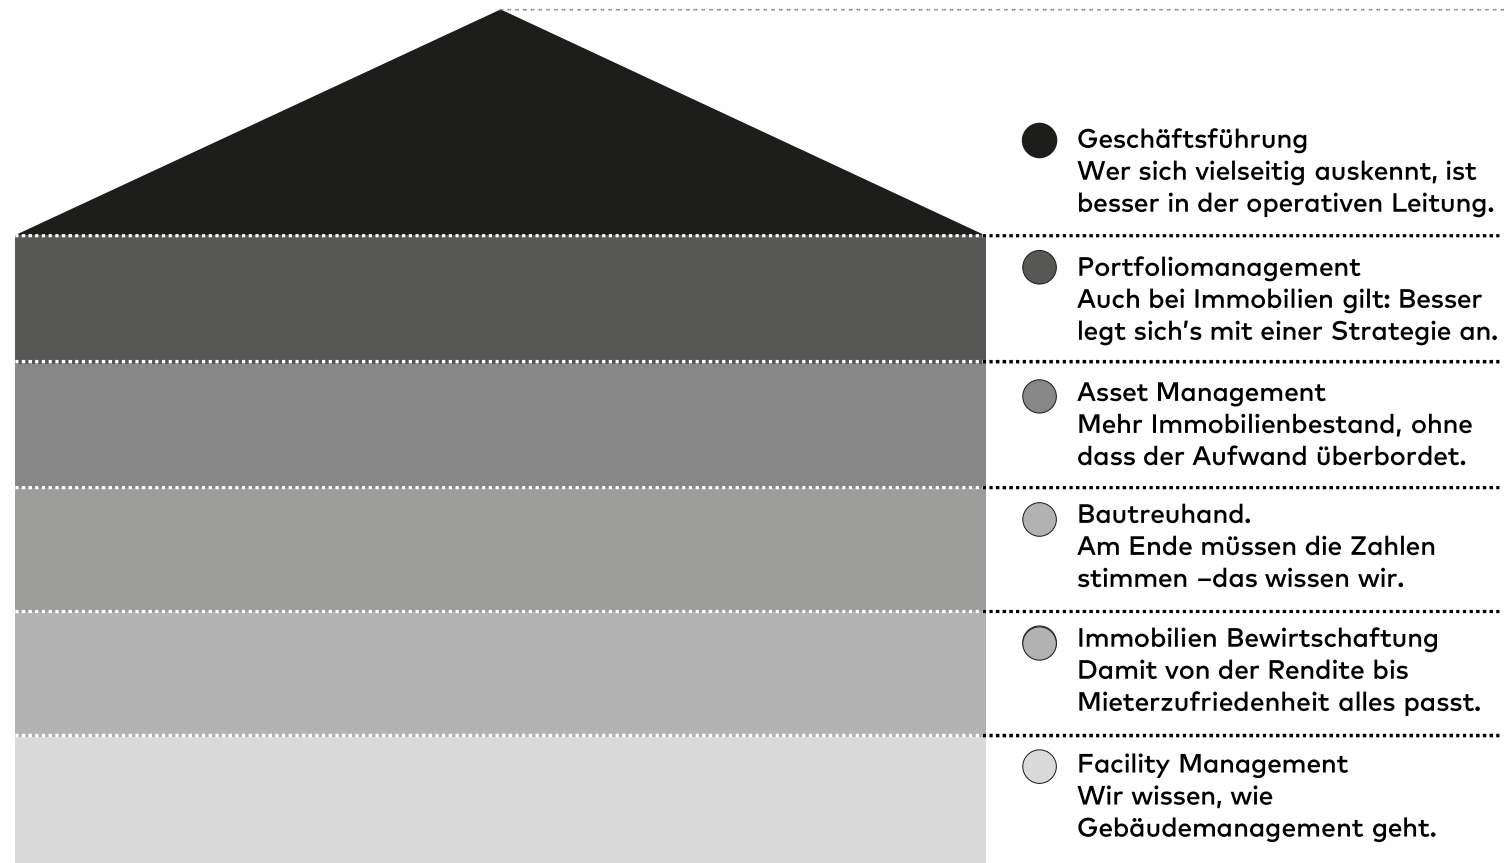 Geschäftsführung
Wer sich vielseitig auskennt, ist
besser in der operativen Leitung.
Portfoliomanagement
Auch bei Immobilien gilt: Besser
legt sich's mit einer Strategie an.
Asset Management
Mehr Immobilienbestand, ohne
dass der Aufwand überbordet.
Bautreuhand.
Am Ende müssen die Zahlen
stimmen –das wissen wir.
Immobilien Bewirtschaftung
Damit von der Rendite bis
Mieterzufriedenheit alles passt.
Facility Management
Wir wissen, wie
Gebäudemanagement geht.